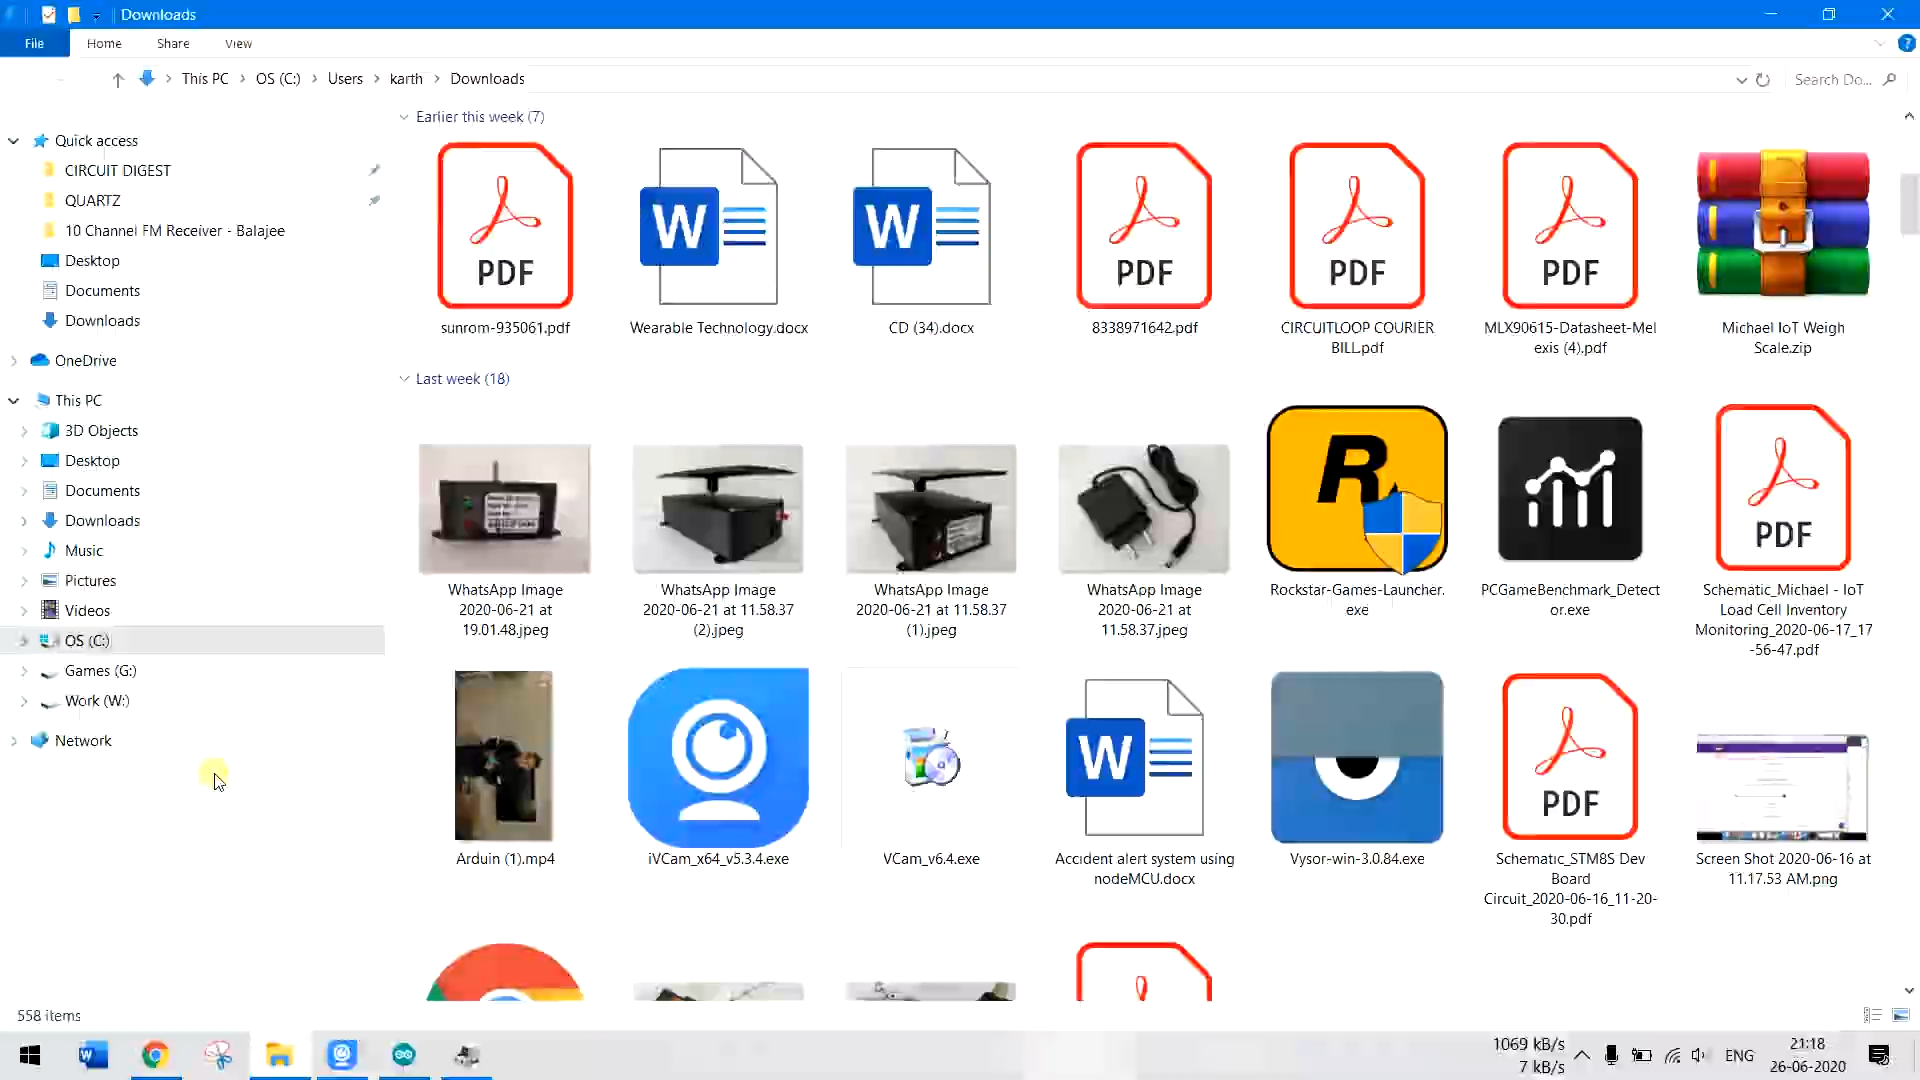 Downloads
File
Home
Share
View
This PC
OS (C:)
Users
karth
Downloads
Search Do...
Quick access
CIRCUIT DIGEST
QUARTZ
10 Channel FM Receiver - Balajee
Desktop
Documents
Downloads
OneDrive
This PC
3D Objects
Desktop
Documents
Downloads
Music
Pictures
Videos
OS (C:)
Games (G:)
Work (W:)
Network
Earlier this week (7)
PDF
W
W
PDF
PDF
PDF
sunrom-935061.pdf
Wearable Technology.docx
CD (34).docx
8338971642.pdf
CIRCUITLOOP COURIER
BILL.pdf
MLX90615-Datasheet-Mel
exis (4).pdf
Michael IoT Weigh
Scale.zip
Last week (18)
R
PDF
WhatsApp Image
2020-06-21 at
19.01.48.jpeg
WhatsApp Image
2020-06-21 at 11.58.37
(2).jpeg
WhatsApp Image
2020-06-21 at 11.58.37
(1).jpeg
WhatsApp Image
2020-06-21 at
11.58.37.jpeg
Rockstar-Games-Launcher.
exe
PCGameBenchmark_Detect
or.exe
Schematic_Michael - IoT
Load Cell Inventory
Monitoring_2020-06-17_17
-56-47.pdf
W
PDF
Arduin (1).mp4
iVCam_x64_v5.3.4.exe
VCam_v6.4.exe
Accident alert system using
nodeMCU.docx
Vysor-win-3.0.84.exe
Schematic_STM8S Dev
Board
Circuit_2020-06-16_11-20-
30.pdf
Screen Shot 2020-06-16 at
11.17.53 AM.png
558 items
W
1069 kB/s
7 kB/s
ENG
21:18
26-06-2020